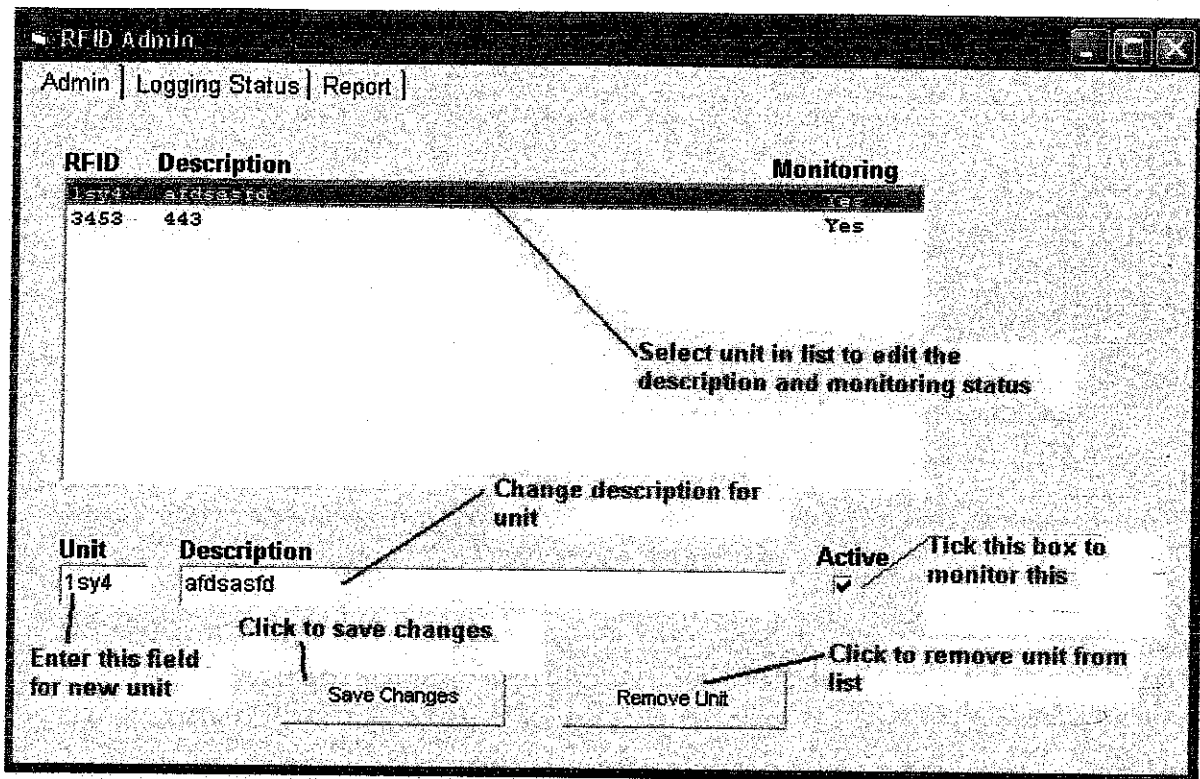 RFID Admin
Admin Logging Status Report
RFID Description Monitoring
1sy4 afdsasfd Yes
3453 443 Yes
Select unit in list to edit the
description and monitoring status
Change description for
unit
Unit Description Active
1sy4 afdsasfd
Tick this box to
monitor this
Click to save changes
Enter this field
for new unit
Click to remove unit from
list
Save Changes Remove Unit